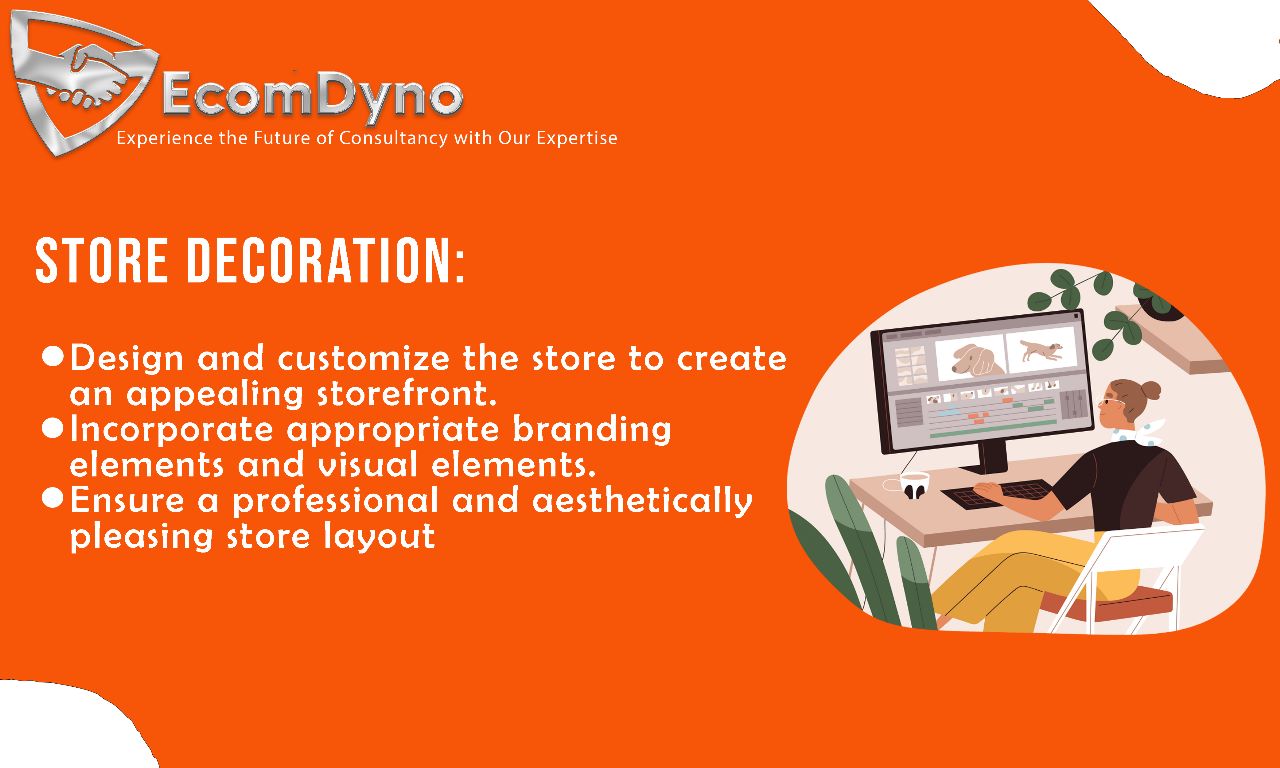 EcomDyno
Experience the Future of Consultancy with Our Expertise
STORE DECORATION:
●Design and customize the store to create
an appealing storefront.
●Incorporate appropriate branding
elements and visual elements.
●Ensure a professional and aesthetically
pleasing store layout